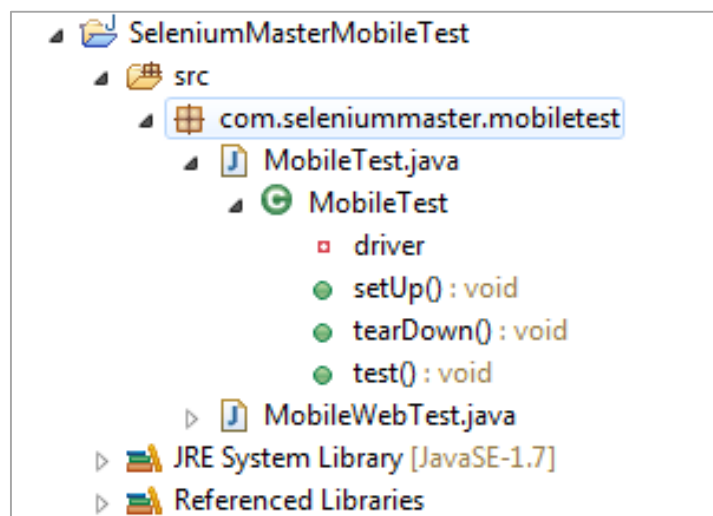 SeleniumMasterMobileTest
src
com.seleniummaster.mobiletest
MobileTest.java
MobileTest
driver
setUp() : void
tearDown() : void
test() : void
MobileWebTest.java
JRE System Library [JavaSE-1.7]
Referenced Libraries